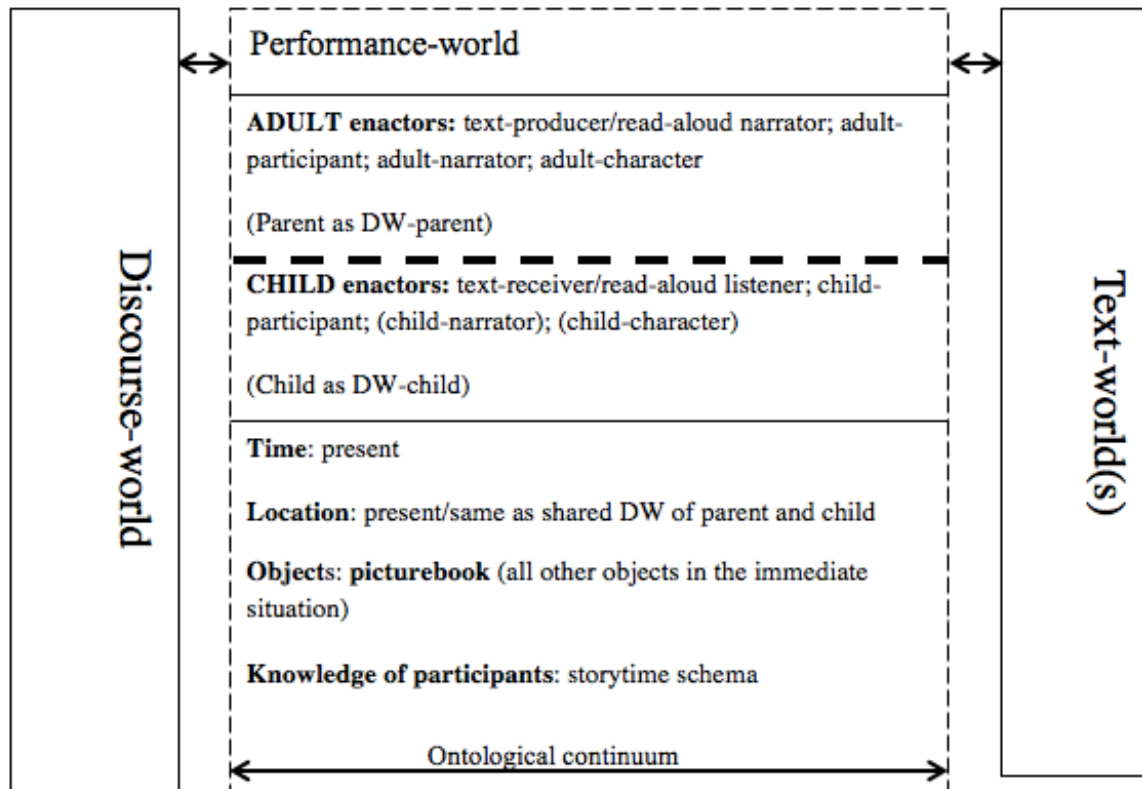 Performance-world
ADULT enactors: text-producer/read-aloud narrator; adult-
participant; adult-narrator; adult-character
(Parent as DW-parent)
CHILD enactors: text-receiver/read-aloud listener; child-
participant; (child-narrator); (child-character)
(Child as DW-child)
Time: present
Location: present/same as shared DW of parent and child
Objects: picturebook (all other objects in the immediate
situation)
Knowledge of participants: storytime schema
Ontological continuum
Discourse-world
Text-world(s)